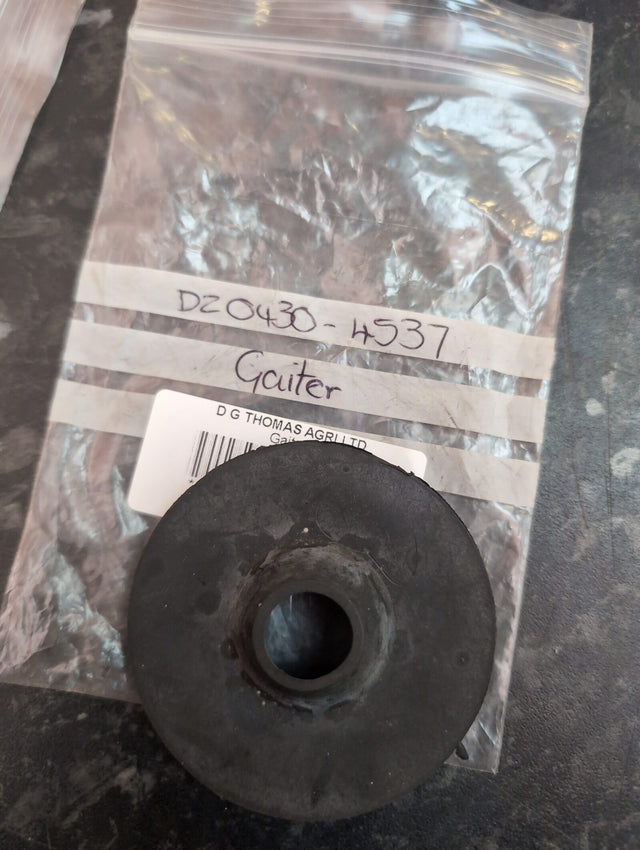 DZ0430-4537
Gaiter
D G THOMAS AGRI LTD